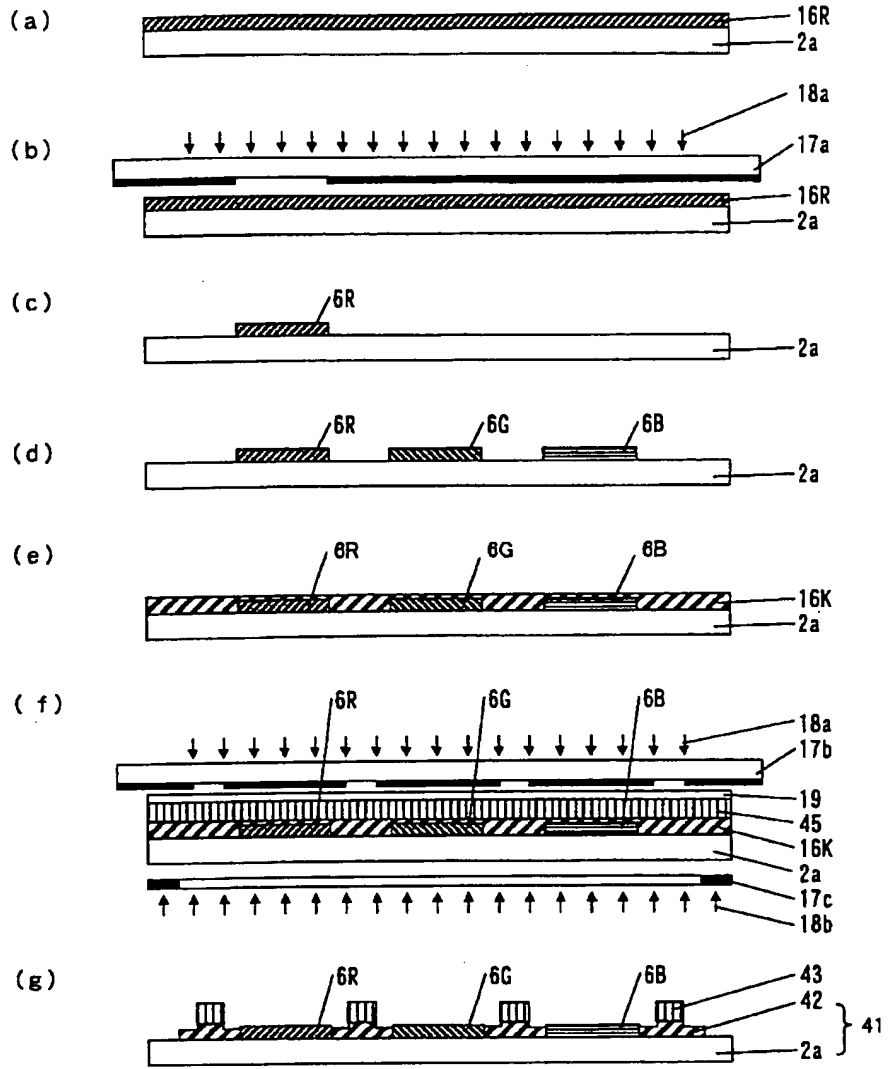 (a)
16R
2a
(b)
18a
17a
16R
2a
(c)
6R
2a
(d)
6R 6G 6B
2a
(e)
6R 6G 6B
16K
2a
(f)
6R 6G 6B
18a
17b
19
45
16K
2a
17c
18b
(g)
6R 6G 6B
43
42
41
2a